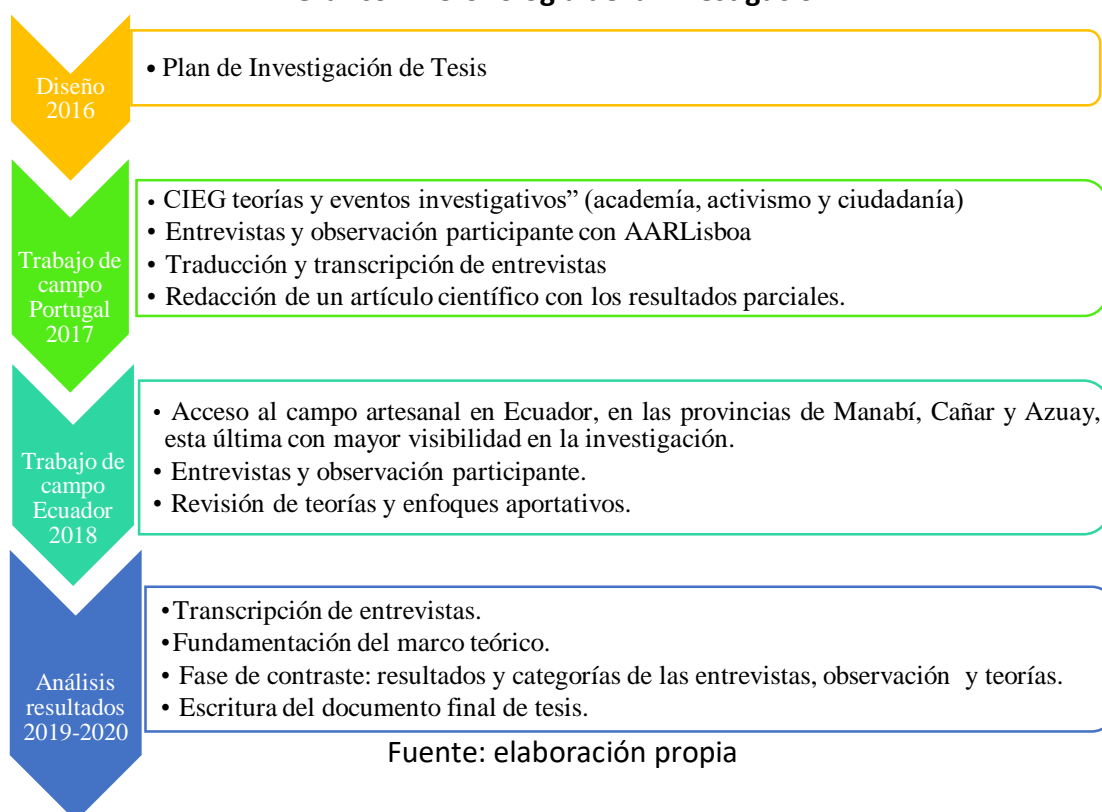 Diseño
2016
• Plan de Investigación de Tesis
Trabajo de
campo
Portugal
2017
• CIEG teorías y eventos investigativos” (academía, activismo y ciudadanía)
• Entrevistas y observación participante con AARLisboa
• Traducción y transcripción de entrevistas
• Redacción de un artículo científico con los resultados parciales.
Trabajo de
campo
Ecuador
2018
• Acceso al campo artesanal en Ecuador, en las provincias de Manabí, Cañar y Azuay,
esta última con mayor visibilidad en la investigación.
• Entrevistas y observación participante.
• Revisión de teorías y enfoques aportativos.
Análisis
resultados
2019-2020
• Transcripción de entrevistas.
• Fundamentación del marco teórico.
• Fase de contraste: resultados y categorías de las entrevistas, observación y teorías.
• Escritura del documento final de tesis.
Fuente: elaboración propia